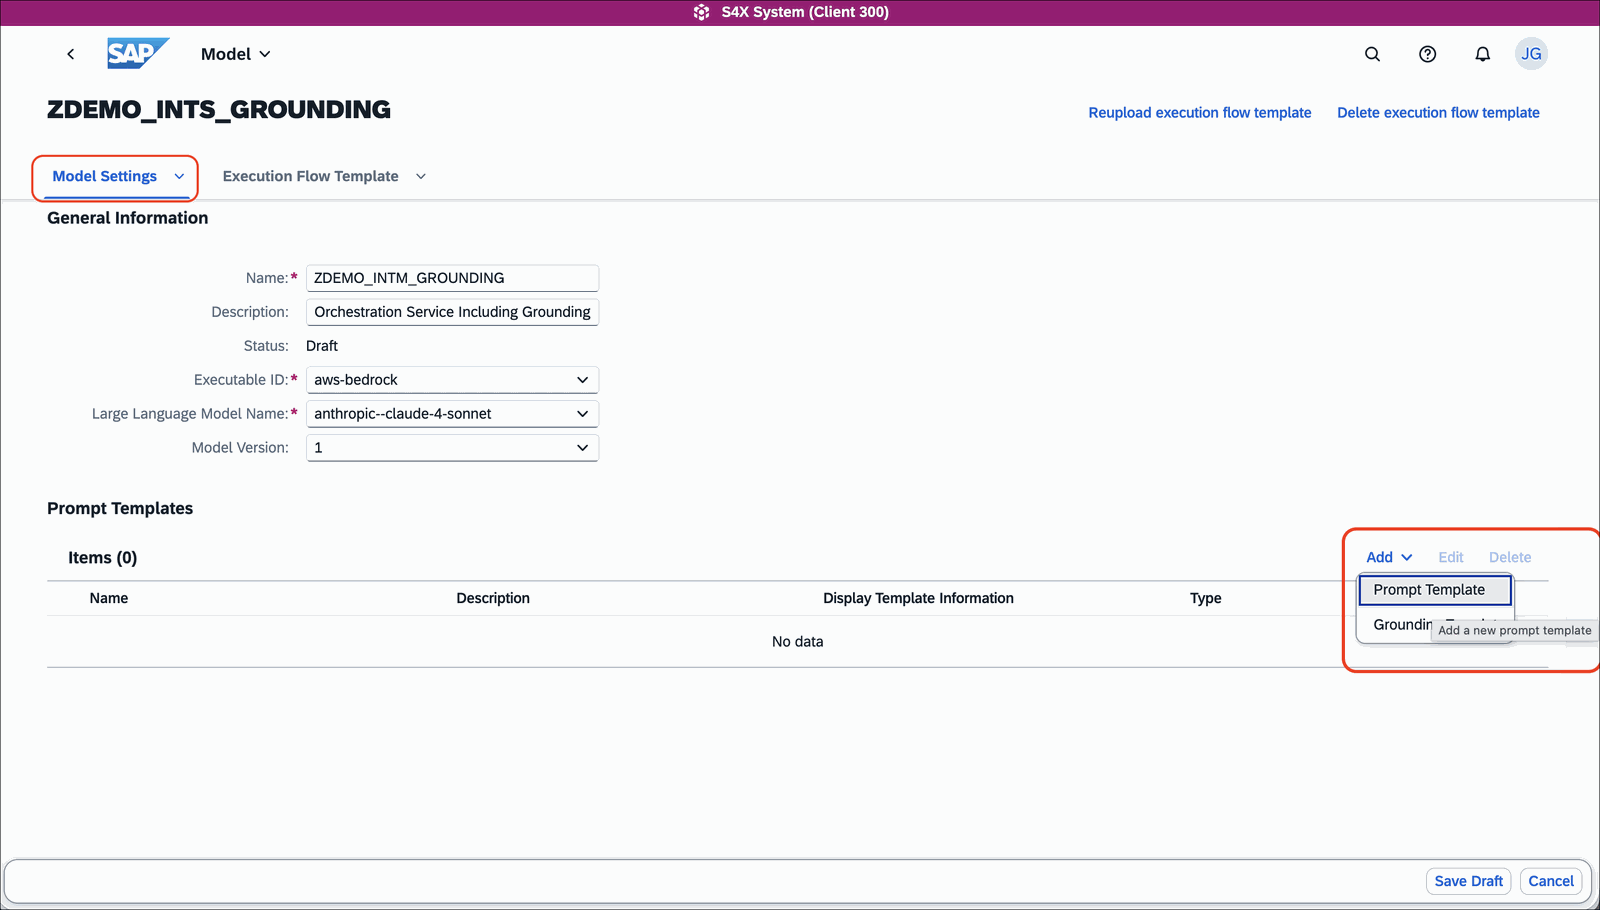 S4X System (Client 300)
SAP Model JG
ZDEMO_INTS_GROUNDING
Reupload execution flow template Delete execution flow template
Model Settings Execution Flow Template
General Information
Name:* ZDEMO_INTM_GROUNDING
Description: Orchestration Service Including Grounding
Status: Draft
Executable ID:* aws-bedrock
Large Language Model Name:* anthropic--claude-4-sonnet
Model Version: 1
Prompt Templates
Items (0) Add Edit Delete
Prompt Template
Name Description Display Template Information Type
Add a new prompt template
No data
Save Draft Cancel